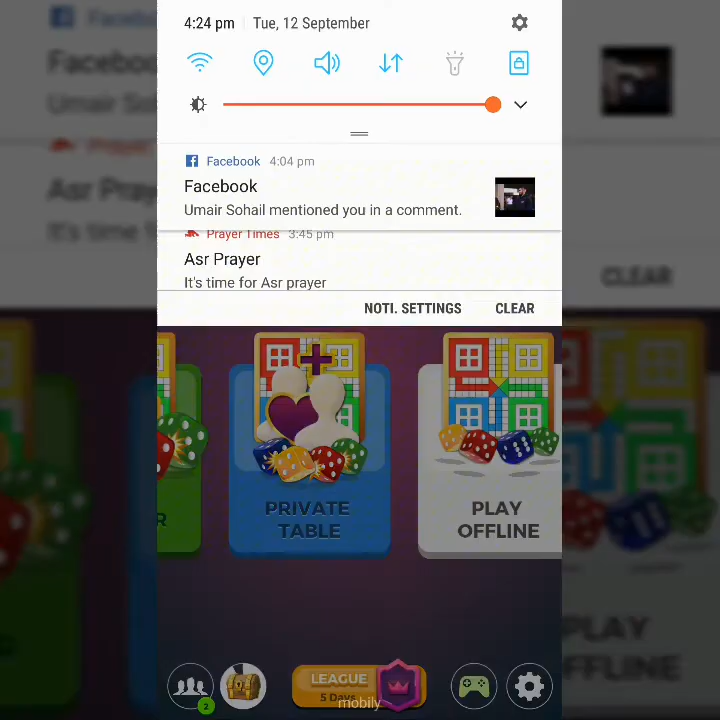 4:24 pm Tue, 12 September
Facebook 4:04 pm
Facebook
Umair Sohail mentioned you in a comment.
Prayer Times 3:45 pm
Asr Prayer
It's time for Asr prayer
NOTI. SETTINGS CLEAR
R
PRIVATE
TABLE
PLAY
OFFLINE
LEAGUE
5 Days
2
mobily